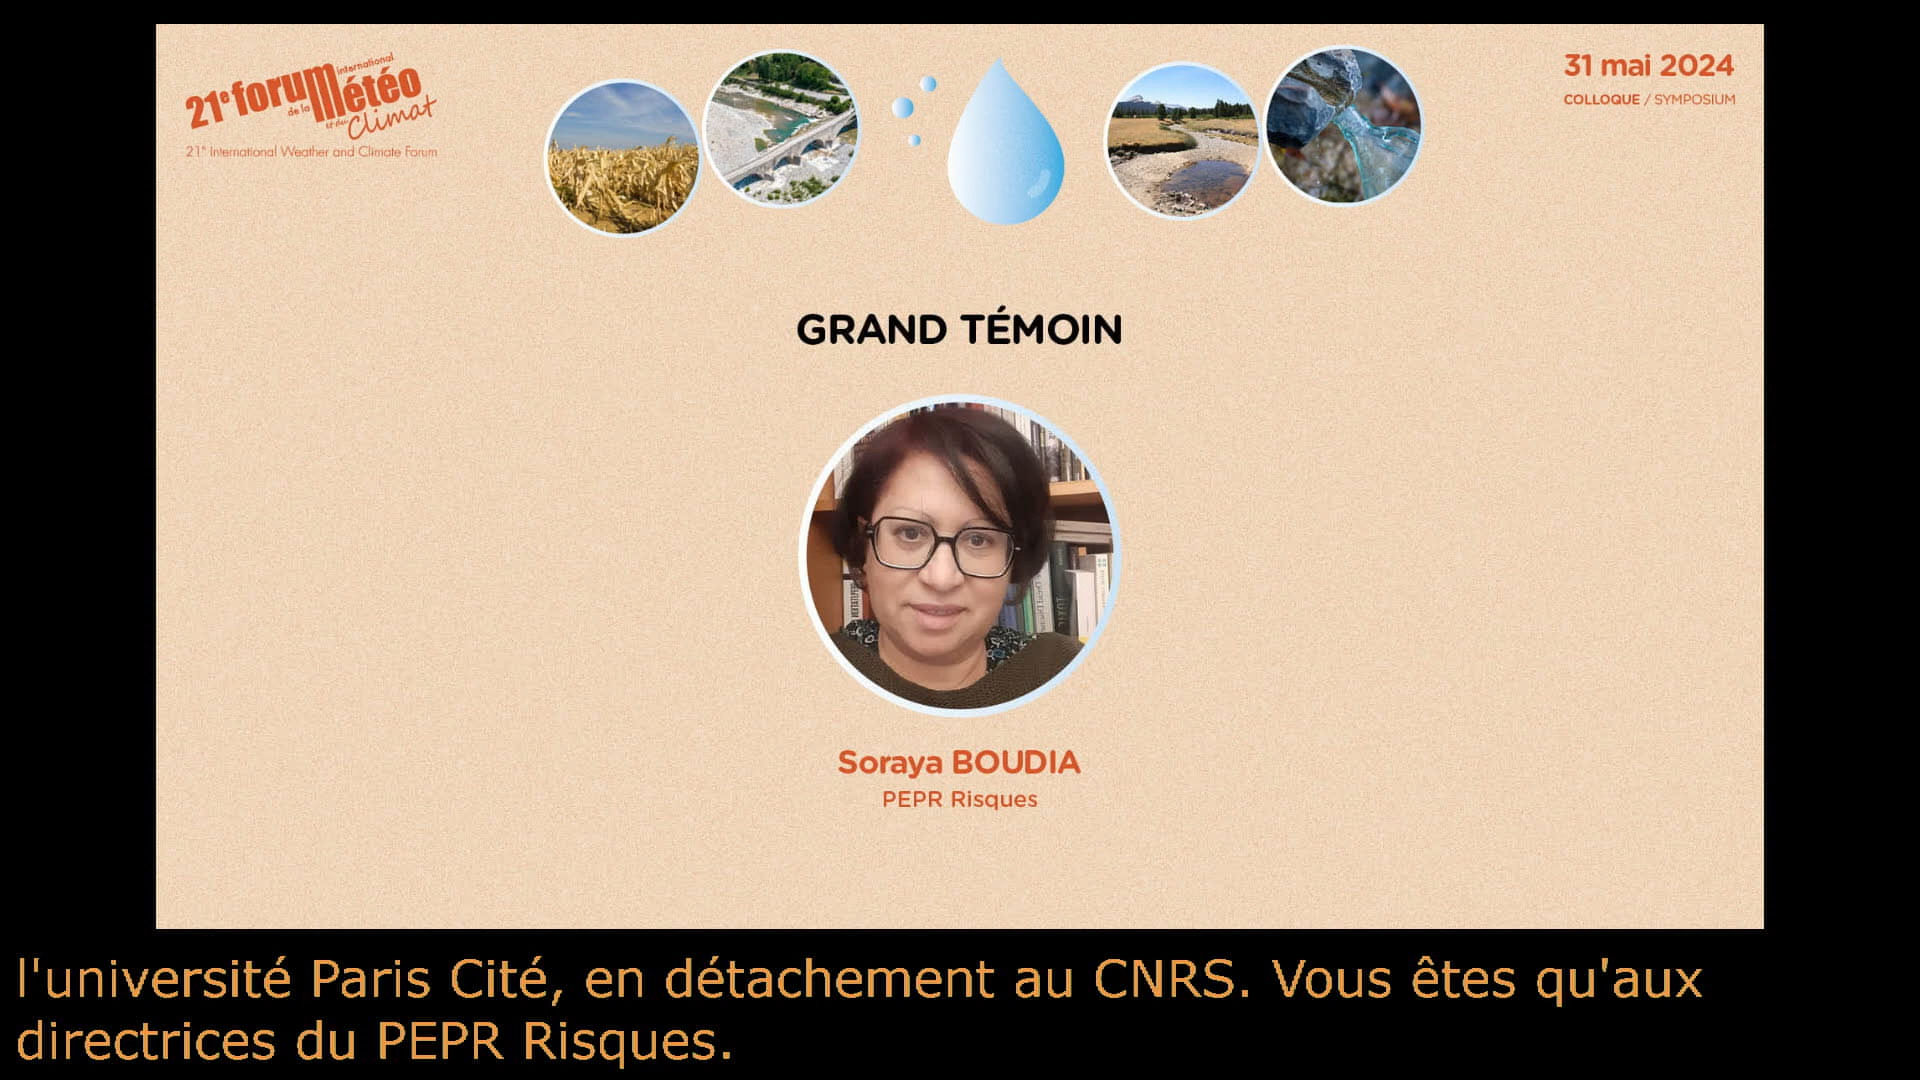 21e forum international
de la météo
et du climat
21e International Weather and Climate Forum
31 mai 2024
COLLOQUE / SYMPOSIUM
GRAND TÉMOIN
Soraya BOUDIA
PEPR Risques
l'université Paris Cité, en détachement au CNRS. Vous êtes qu'aux
directrices du PEPR Risques.